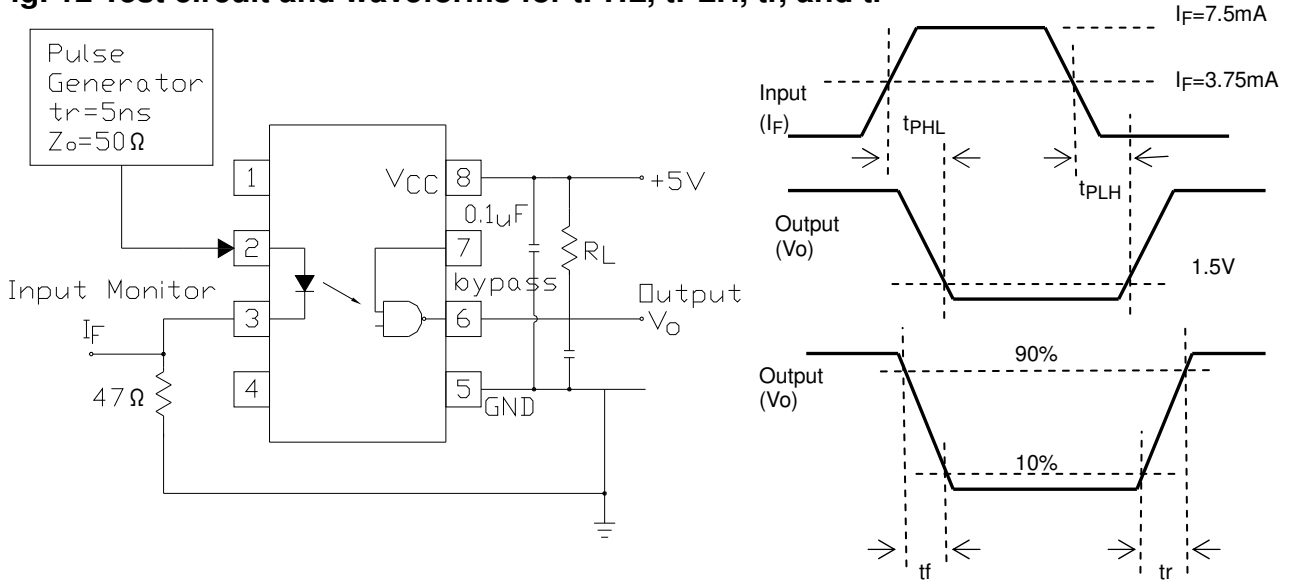 Pulse
Generator
tr=5ns
Zo=50Ω
1
2
3
4
VCC 8
7
6
5
GND
0.1uF
bypass
RL
+5V
Output
Vo
Input Monitor
IF
47Ω
IF=7.5mA
IF=3.75mA
Input
(IF)
tPHL
tPLH
Output
(Vo)
1.5V
Output
(Vo)
90%
10%
tf
tr